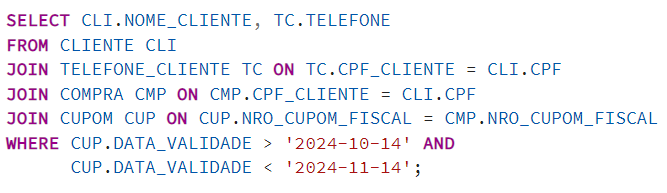 SELECT CLI.NOME_CLIENTE, TC.TELEFONE
FROM CLIENTE CLI
JOIN TELEFONE_CLIENTE TC ON TC.CPF_CLIENTE = CLI.CPF
JOIN COMPRA CMP ON CMP.CPF_CLIENTE = CLI.CPF
JOIN CUPOM CUP ON CUP.NRO_CUPOM_FISCAL = CMP.NRO_CUPOM_FISCAL
WHERE CUP.DATA_VALIDADE > '2024-10-14' AND
      CUP.DATA_VALIDADE < '2024-11-14';